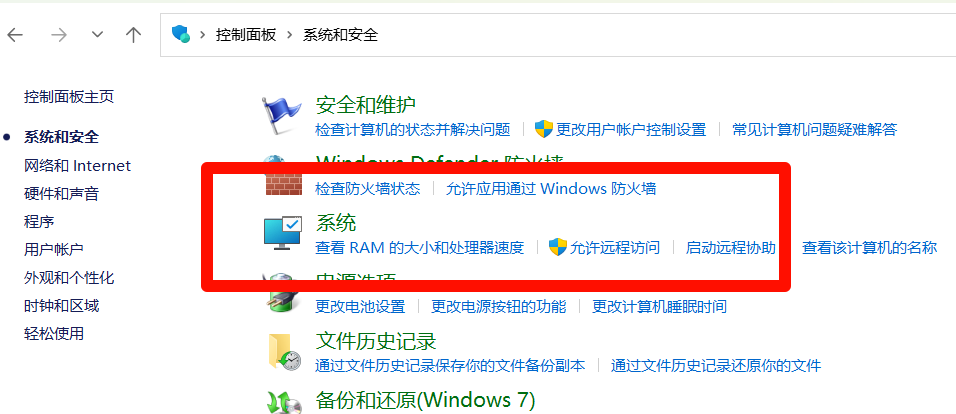 控制面板 > 系统和安全
控制面板主页
系统和安全
网络和 Internet
硬件和声音
程序
用户帐户
外观和个性化
时钟和区域
轻松使用
安全和维护
检查计算机的状态并解决问题 更改用户帐户控制设置 常见计算机问题疑难解答
Windows Defender 防火墙
检查防火墙状态 允许应用通过 Windows 防火墙
系统
查看 RAM 的大小和处理器速度 允许远程访问 启动远程协助 查看该计算机的名称
电源选项
更改电池设置 更改电源按钮的功能 更改计算机睡眠时间
文件历史记录
通过文件历史记录保存你的文件备份副本 通过文件历史记录还原你的文件
备份和还原(Windows 7)